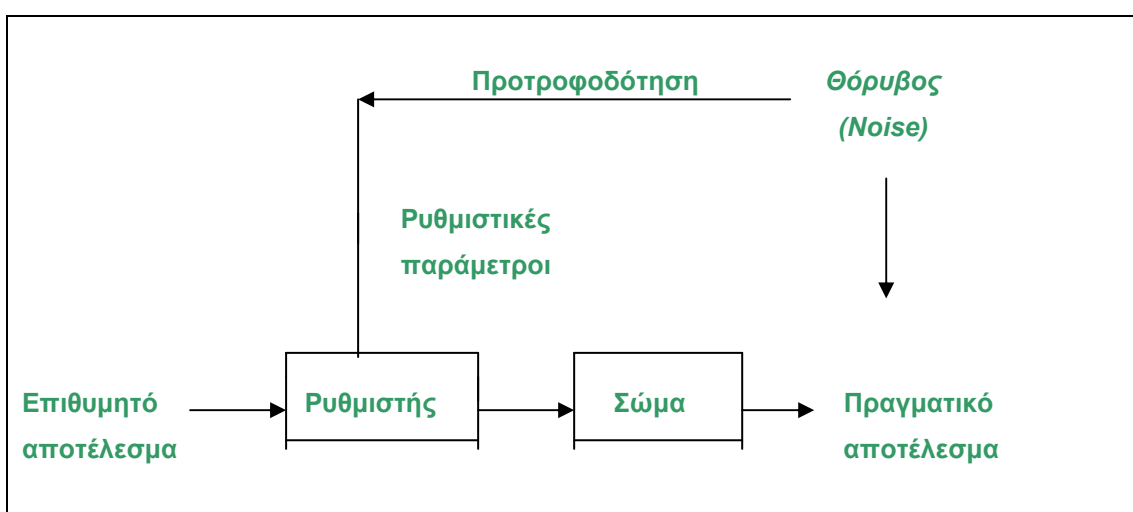 Προτροφοδότηση
Θόρυβος
(Noise)
Ρυθμιστικές
παράμετροι
Επιθυμητό
αποτέλεσμα
Ρυθμιστής
Σώμα
Πραγματικό
αποτέλεσμα